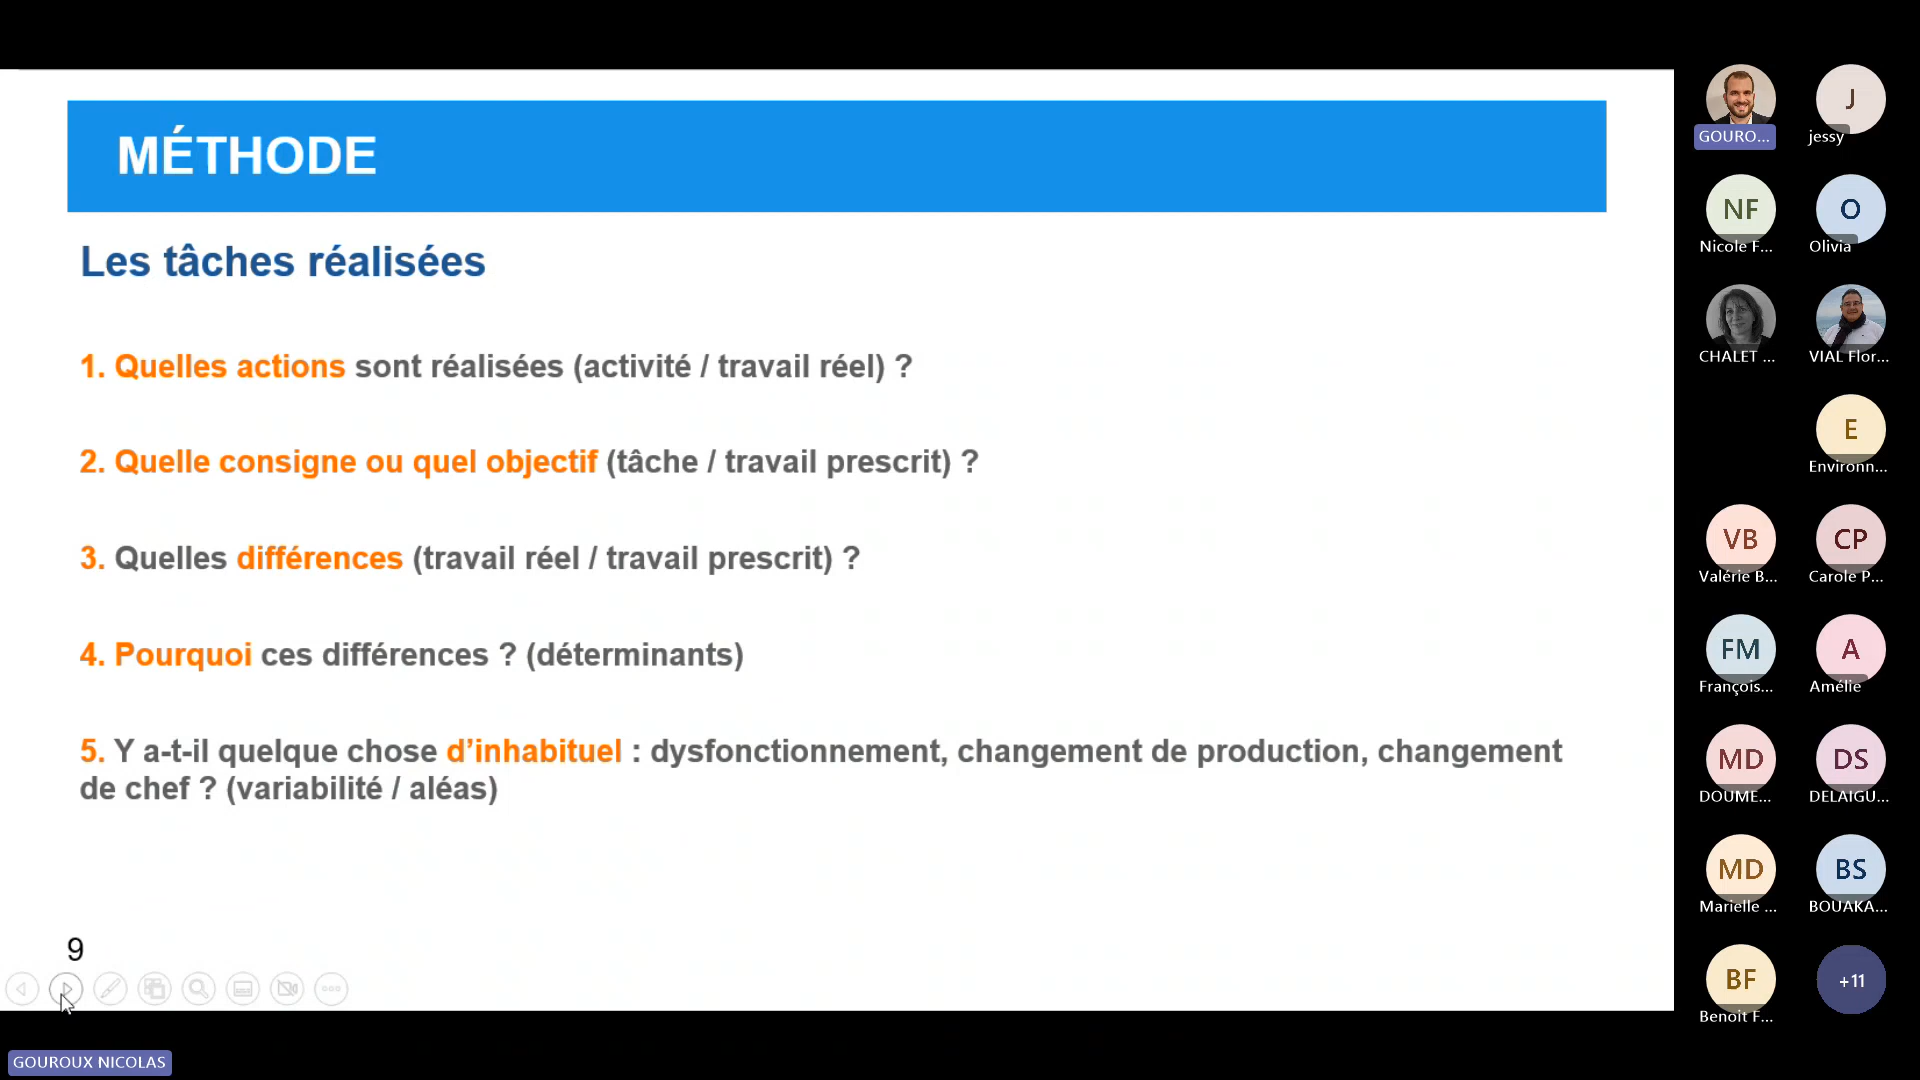 MÉTHODE
Les tâches réalisées
1. Quelles actions sont réalisées (activité / travail réel) ?
2. Quelle consigne ou quel objectif (tâche / travail prescrit) ?
3. Quelles différences (travail réel / travail prescrit) ?
4. Pourquoi ces différences ? (déterminants)
5. Y a-t-il quelque chose d’inhabituel : dysfonctionnement, changement de production, changement
de chef ? (variabilité / aléas)
9
GOUROUX NICOLAS
GOURO...
J
jessy
NF
Nicole F...
O
Olivia
CHALET ...
VIAL Flor...
E
Environn...
VB
Valérie B...
CP
Carole P...
FM
François...
A
Amélie
MD
DOUME...
DS
DELAIGU...
MD
Marielle ...
BS
BOUAKA...
BF
Benoit F...
+11